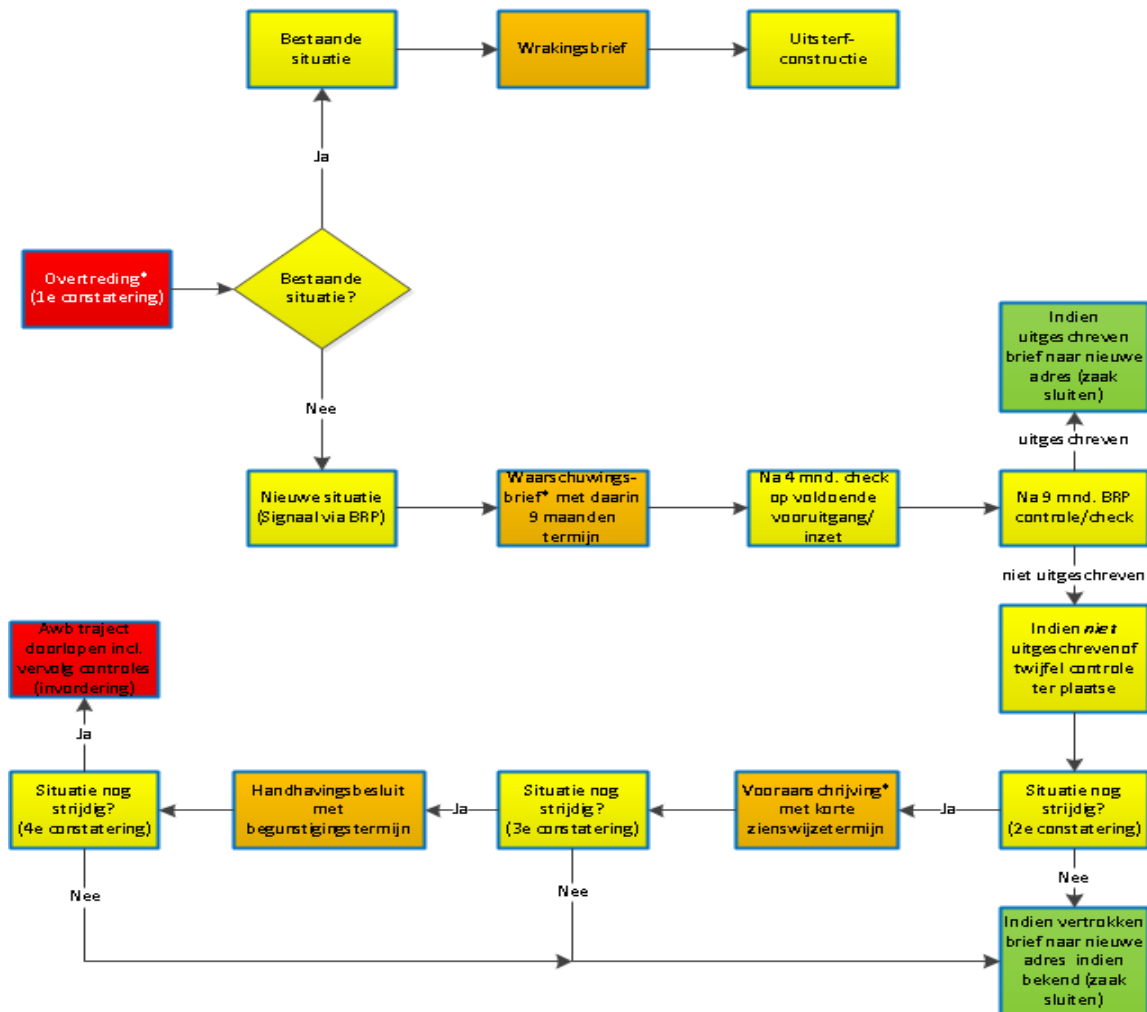 Bestaande
situatie
Wrakingsbrief
Uitsterf-
constructie
Ja
Overtreding*
(1e constatering)
Bestaande
situatie?
Nee
Indien
uitgeschreven
brief naar nieuwe
adres (zaak
sluiten)
uitgeschreven
Nieuwe situatie
(Signaal via BRP)
Waarschuwings-
brief* met daarin
9 maanden
termijn
Na 4 mnd. check
op voldoende
vooruitgang/
inzet
Na 9 mnd. BRP
controle/check
niet uitgeschreven
Indien niet
uitgeschreven of
twijfel controle
ter plaatse
Awb traject
doorlopen incl.
vervolg controles
(invordering)
Ja
Situatie nog
strijdig?
(4e constatering)
Handhavingsbesluit
met
begunstigingstermijn
Ja
Situatie nog
strijdig?
(3e constatering)
Vooraanschrijving*
met korte
zienswijzetermijn
Ja
Situatie nog
strijdig?
(2e constatering)
Nee
Nee
Nee
Indien vertrokken
brief naar nieuwe
adres indien
bekend (zaak
sluiten)